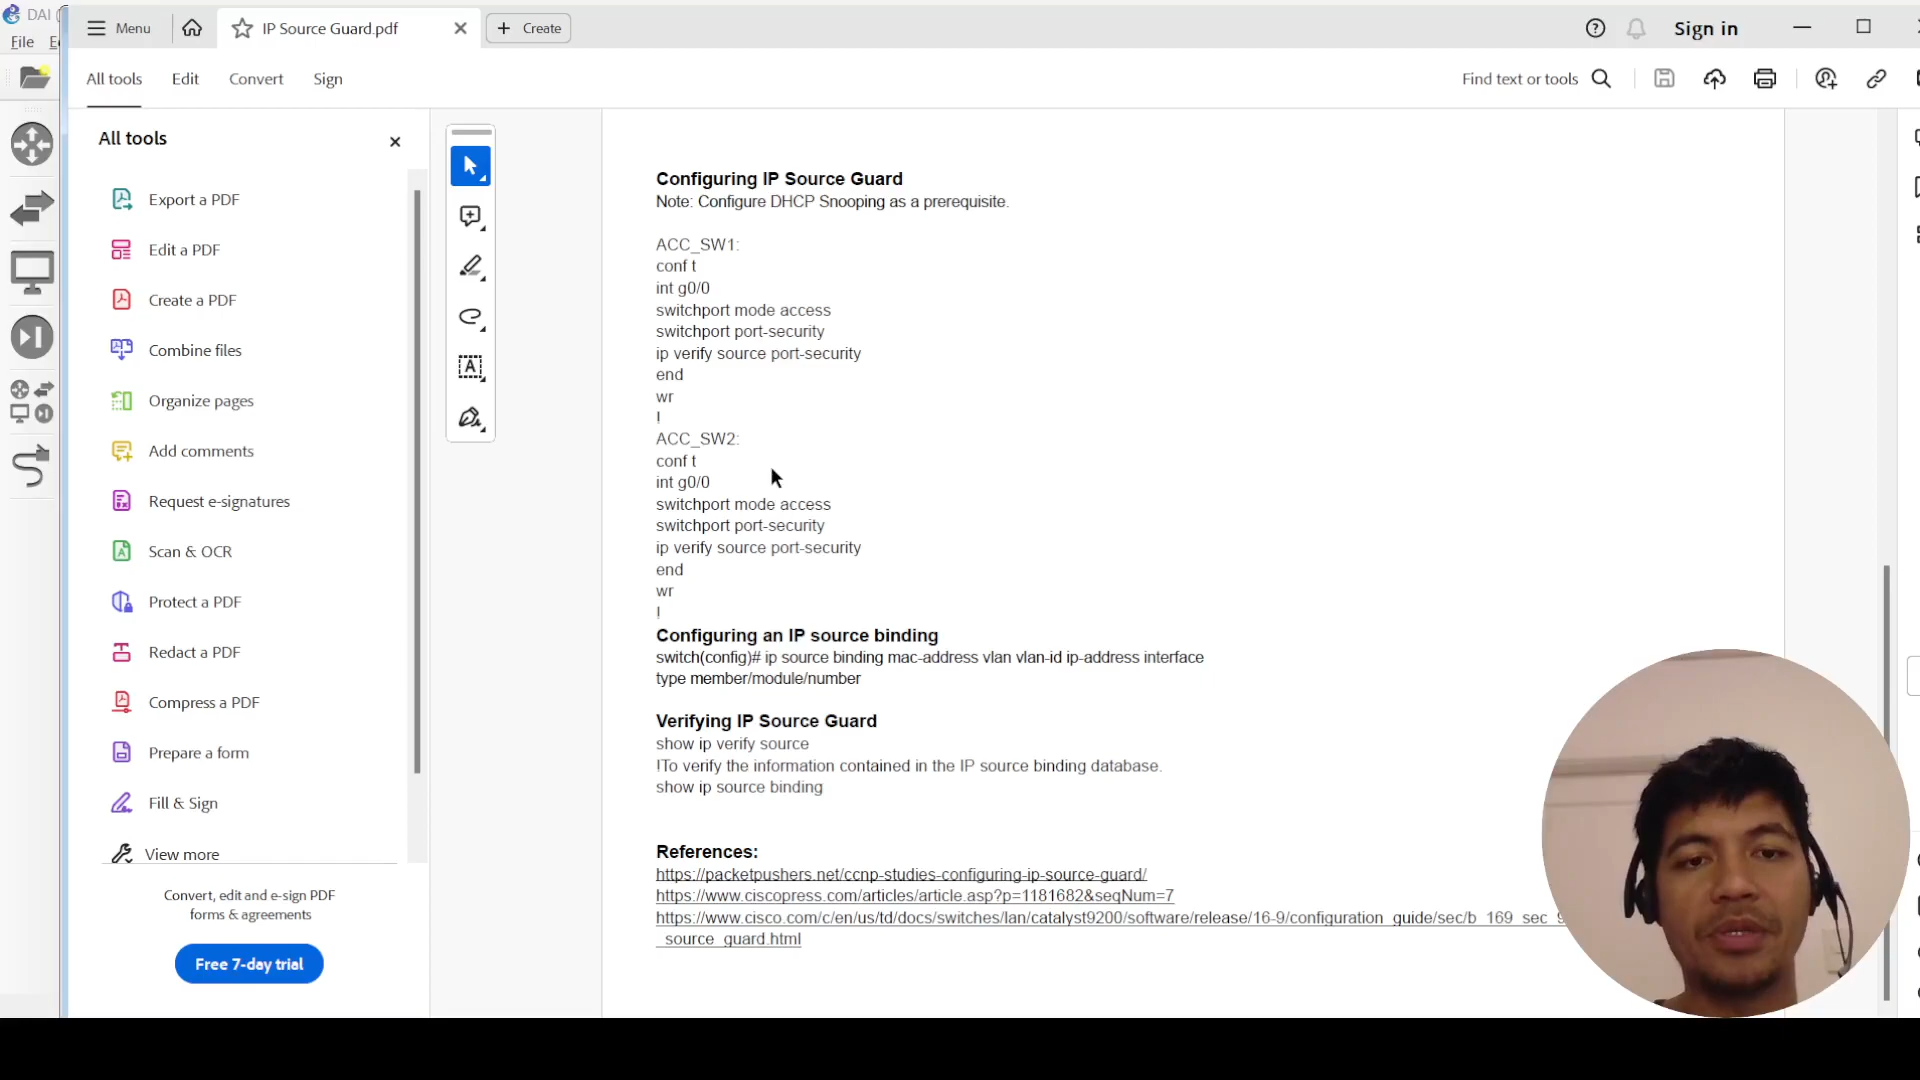 DAI
Menu
IP Source Guard.pdf
Create
Sign in
File
All tools
Edit
Convert
Sign
Find text or tools
All tools
Export a PDF
Edit a PDF
Create a PDF
Combine files
Organize pages
Add comments
Request e-signatures
Scan & OCR
Protect a PDF
Redact a PDF
Compress a PDF
Prepare a form
Fill & Sign
View more
Convert, edit and e-sign PDF
forms & agreements
Free 7-day trial
Configuring IP Source Guard
Note: Configure DHCP Snooping as a prerequisite.
ACC_SW1:
conf t
int g0/0
switchport mode access
switchport port-security
ip verify source port-security
end
wr
!
ACC_SW2:
conf t
int g0/0
switchport mode access
switchport port-security
ip verify source port-security
end
wr
!
Configuring an IP source binding
switch(config)# ip source binding mac-address vlan vlan-id ip-address interface
type member/module/number
Verifying IP Source Guard
show ip verify source
!To verify the information contained in the IP source binding database.
show ip source binding
References:
https://packetpushers.net/ccnp-studies-configuring-ip-source-guard/
https://www.ciscopress.com/articles/article.asp?p=1181682&seqNum=7
https://www.cisco.com/c/en/us/td/docs/switches/lan/catalyst9200/software/release/16-9/configuration_guide/sec/b_169_sec_9
_source_guard.html